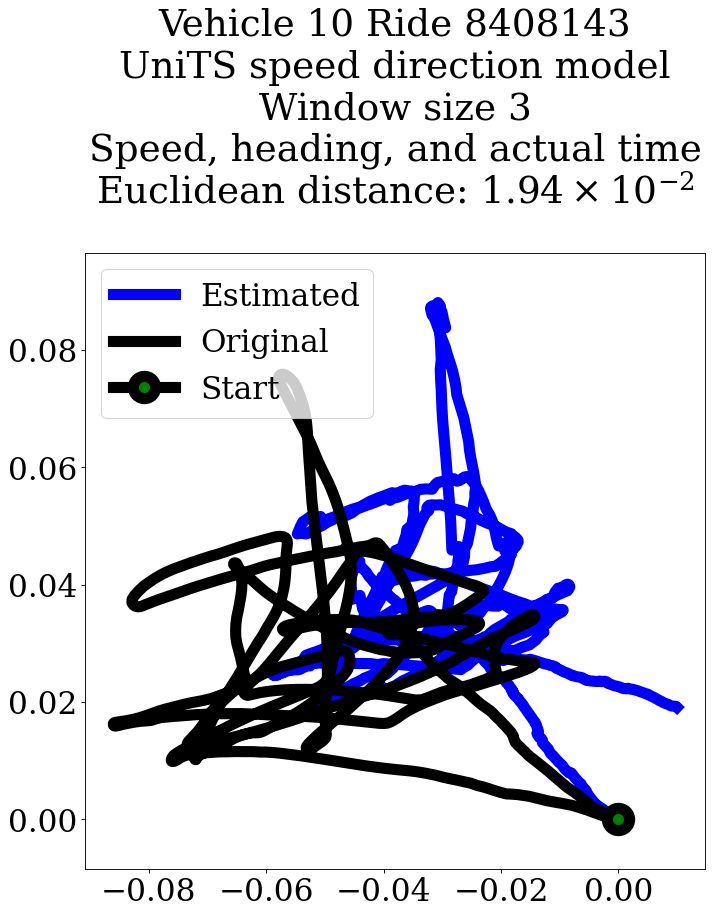 Vehicle 10 Ride 8408143
UniTS speed direction model
Window size 3
Speed, heading, and actual time
Euclidean distance: 1.94 × 10⁻²
Estimated
Original
Start
0.08
0.06
0.04
0.02
0.00
−0.08 −0.06 −0.04 −0.02 0.00